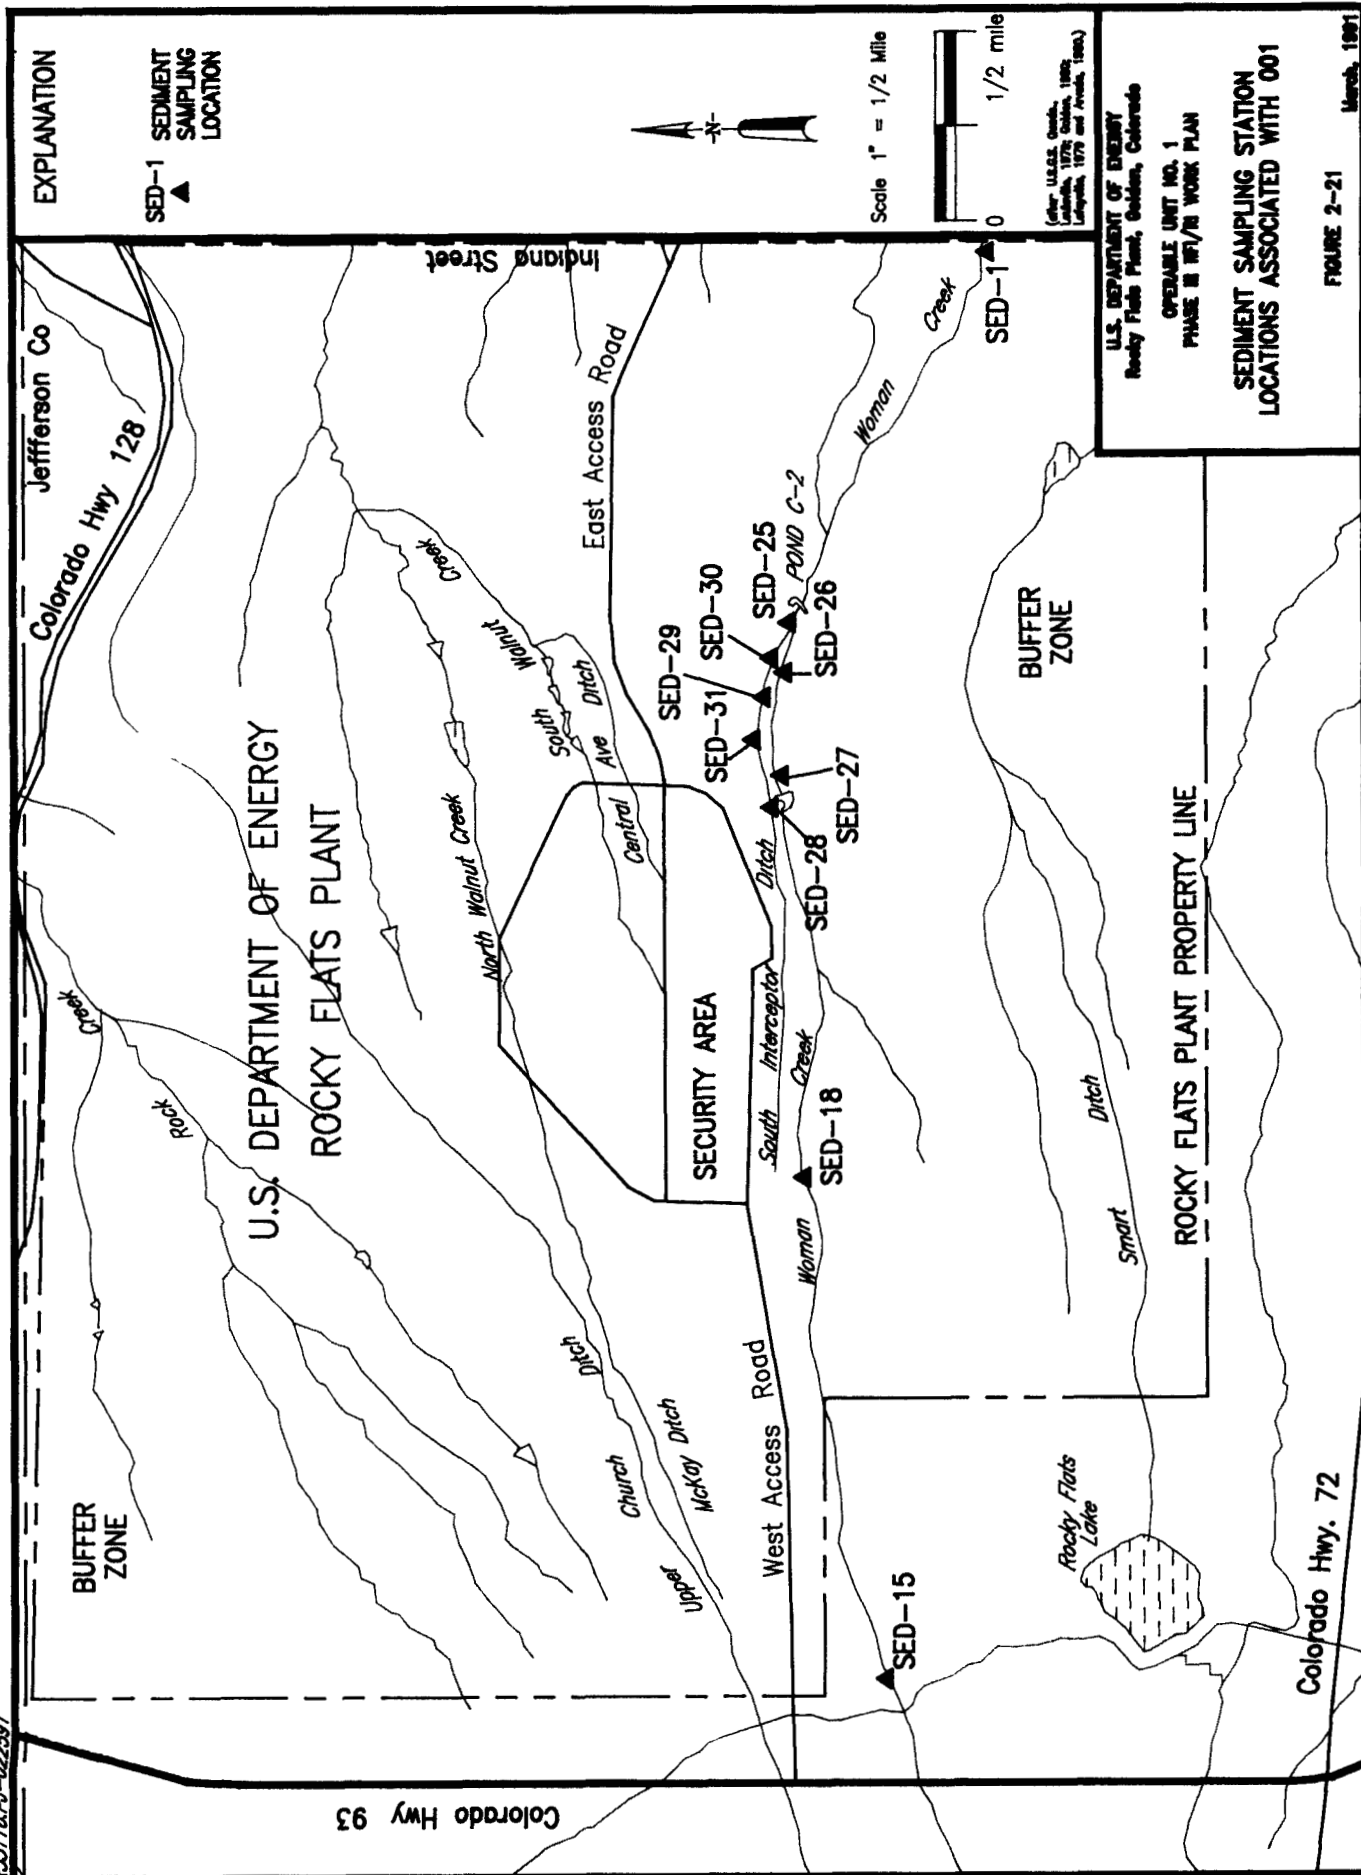 EXPLANATION
SED-1
SEDIMENT
SAMPLING
LOCATION
-N-
Scale 1" = 1/2 Mile
0
1/2 mile
U.S. DEPARTMENT OF ENERGY
Rocky Flats Plant, Golden, Colorado
OPERABLE UNIT NO. 1
PHASE III RFI/RI WORK PLAN
SEDIMENT SAMPLING STATION
LOCATIONS ASSOCIATED WITH OO1
FIGURE 2-21
March, 1991
Jeffferson Co
Colorado Hwy 128
Indiana Street
East Access Road
Creek
Rock
U.S. DEPARTMENT OF ENERGY
ROCKY FLATS PLANT
BUFFER
ZONE
North Walnut Creek
South
Walnut
Creek
Central
Ave
Ditch
SECURITY AREA
Upper
Church
Ditch
McKay Ditch
West Access
Road
South
Interceptor
Ditch
Woman
Creek
Woman
Creek
SED-15
SED-18
SED-28
SED-27
SED-31
SED-29
SED-30
SED-25
SED-26
POND C-2
SED-1
BUFFER
ZONE
Smart
Ditch
ROCKY FLATS PLANT PROPERTY LINE
Rocky Flats
Lake
Colorado Hwy. 72
Colorado Hwy 93